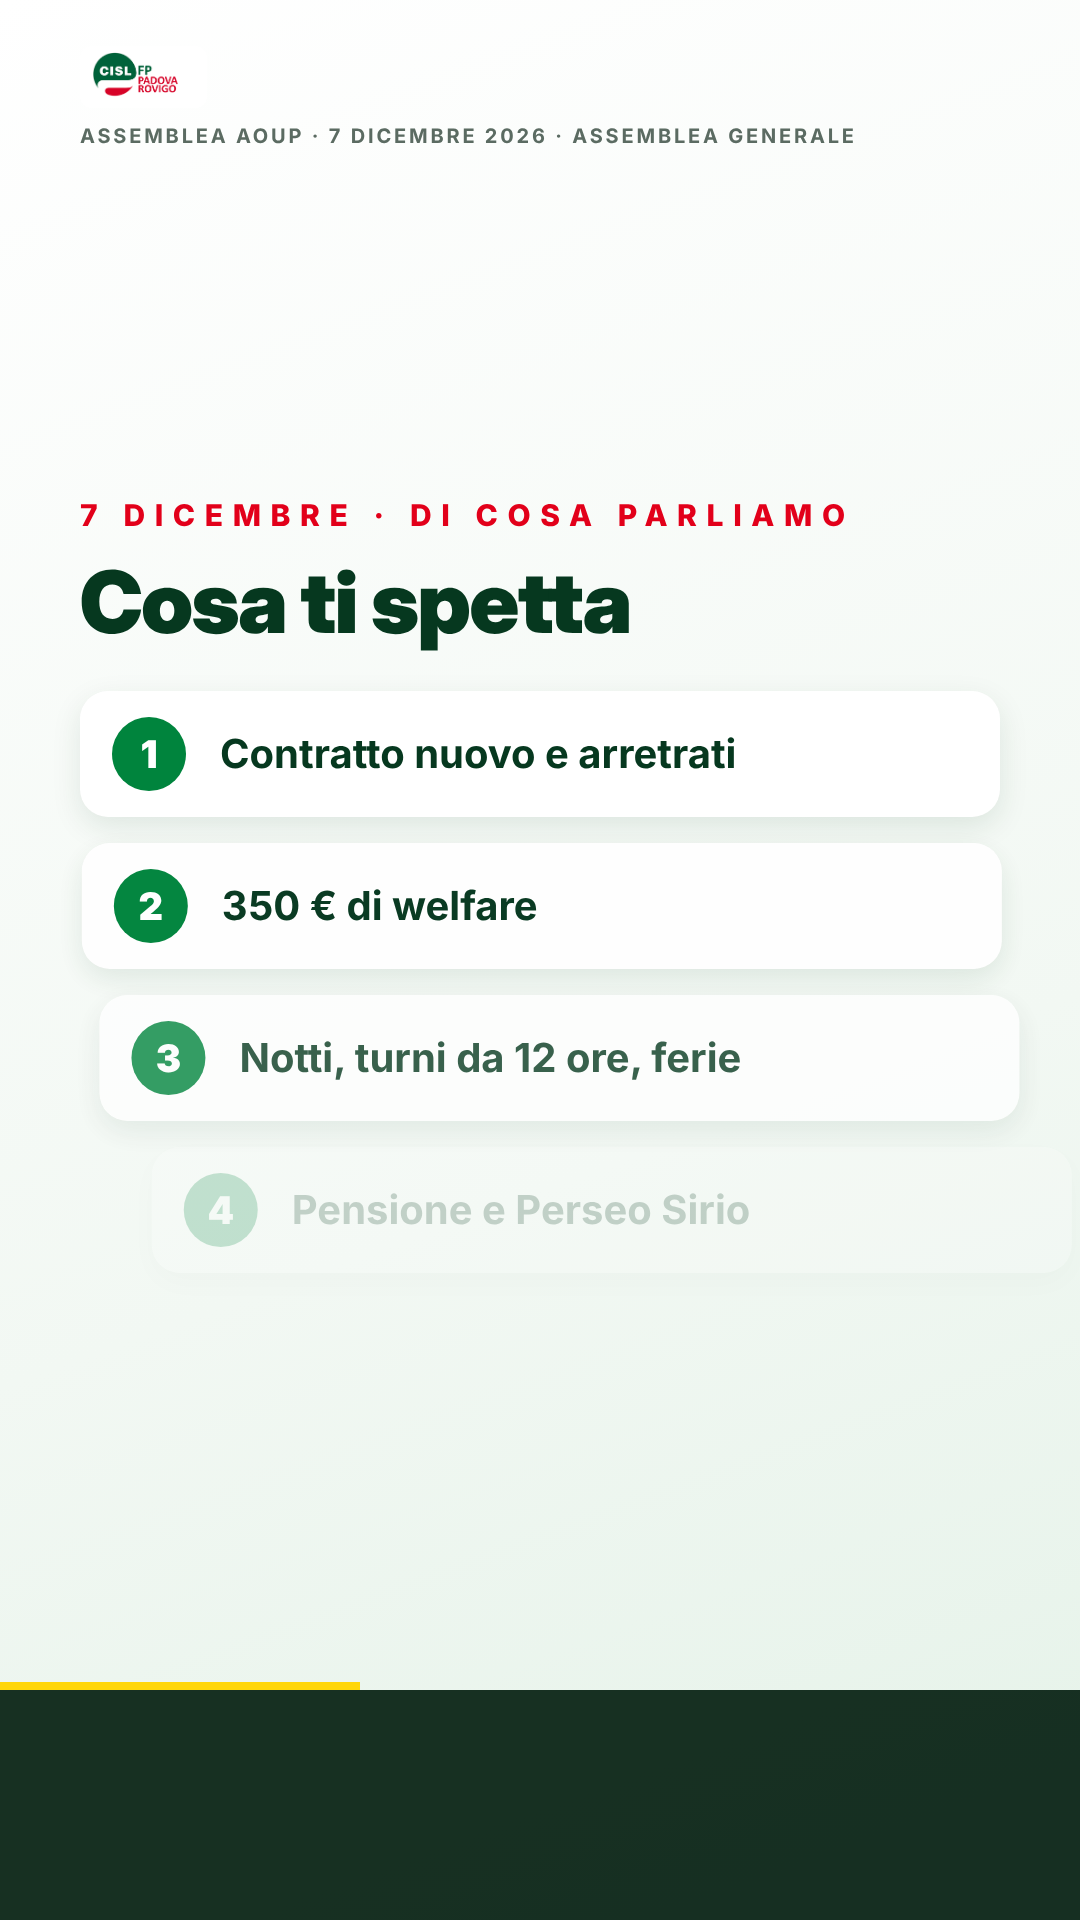 CISL FP
PADOVA
ROVIGO
ASSEMBLEA AOUP · 7 DICEMBRE 2026 · ASSEMBLEA GENERALE
7 DICEMBRE · DI COSA PARLIAMO
Cosa ti spetta
1 Contratto nuovo e arretrati
2 350 € di welfare
3 Notti, turni da 12 ore, ferie
4 Pensione e Perseo Sirio